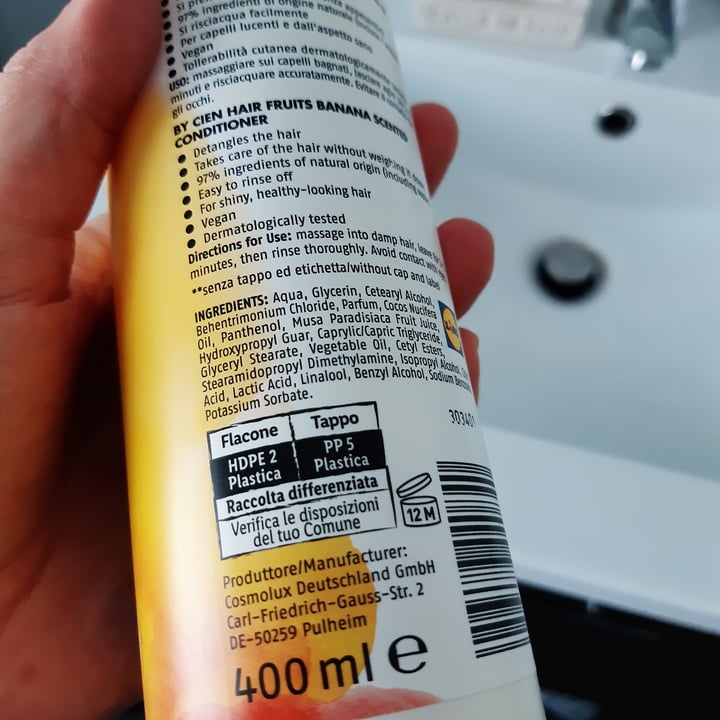 Si pre
97% ingredienti di origine naturale
Si risciacqua facilmente
Per capelli lucenti e dall'aspetto sano
Vegan
Tollerabilità cutanea dermatologicamente
USO: massaggiare sui capelli bagnati, lasciare
minuti e risciacquare accuratamente. Evitare il
gli occhi.
BY CIEN HAIR FRUITS BANANA SCENTED
CONDITIONER
● Detangles the hair
● Takes care of the hair without weighing it
● 97% ingredients of natural origin (including
● Easy to rinse off
● For shiny, healthy-looking hair
● Vegan
● Dermatologically tested
Directions for Use: massage into damp hair, leave
minutes, then rinse thoroughly. Avoid contact with
**senza tappo ed etichetta/without cap and label
INGREDIENTS: Aqua, Glycerin, Cetearyl Alcohol,
Behentrimonium Chloride, Parfum, Cocos Nucifera
Oil, Panthenol, Musa Paradisiaca Fruit Juice,
Hydroxypropyl Guar, Caprylic/Capric Triglyceride,
Glyceryl Stearate, Vegetable Oil, Cetyl Esters,
Stearamidopropyl Dimethylamine, Isopropyl Alcohol,
Acid, Lactic Acid, Linalool, Benzyl Alcohol, Sodium
Potassium Sorbate.
303401
Flacone Tappo
HDPE 2 PP 5
Plastica Plastica
Raccolta differenziata
Verifica le disposizioni
del tuo Comune
12 M
Produttore/Manufacturer:
Cosmolux Deutschland GmbH
Carl-Friedrich-Gauss-Str. 2
DE-50259 Pulheim
400 ml e